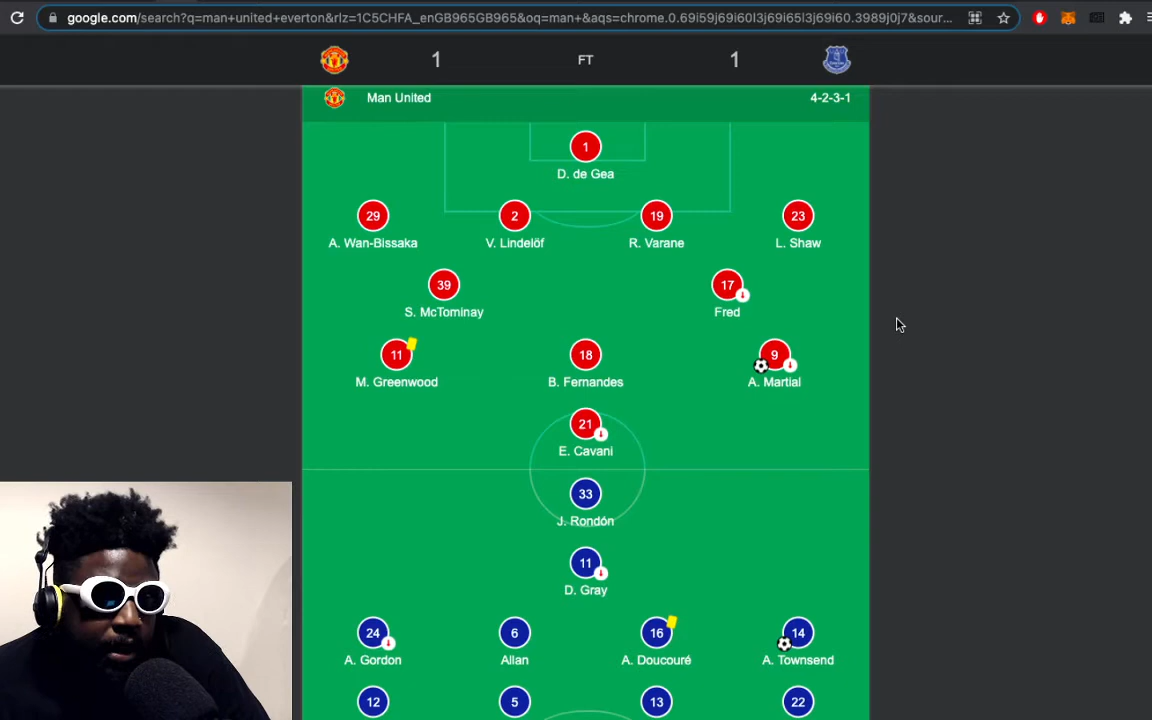 google.com/search?q=man+united+everton&rlz=1C5CHFA_enGB965GB965&oq=man+&aqs=chrome.0.69i59j69i60l3j69i65l3j69i60.3989j0j7&sour...
1 FT 1
Man United 4-2-3-1
1
D. de Gea
29 2 19 23
A. Wan-Bissaka V. Lindelöf R. Varane L. Shaw
39 17
S. McTominay Fred
11 18 9
M. Greenwood B. Fernandes A. Martial
21
E. Cavani
33
J. Rondón
11
D. Gray
24 6 16 14
A. Gordon Allan A. Doucouré A. Townsend
12 5 13 22